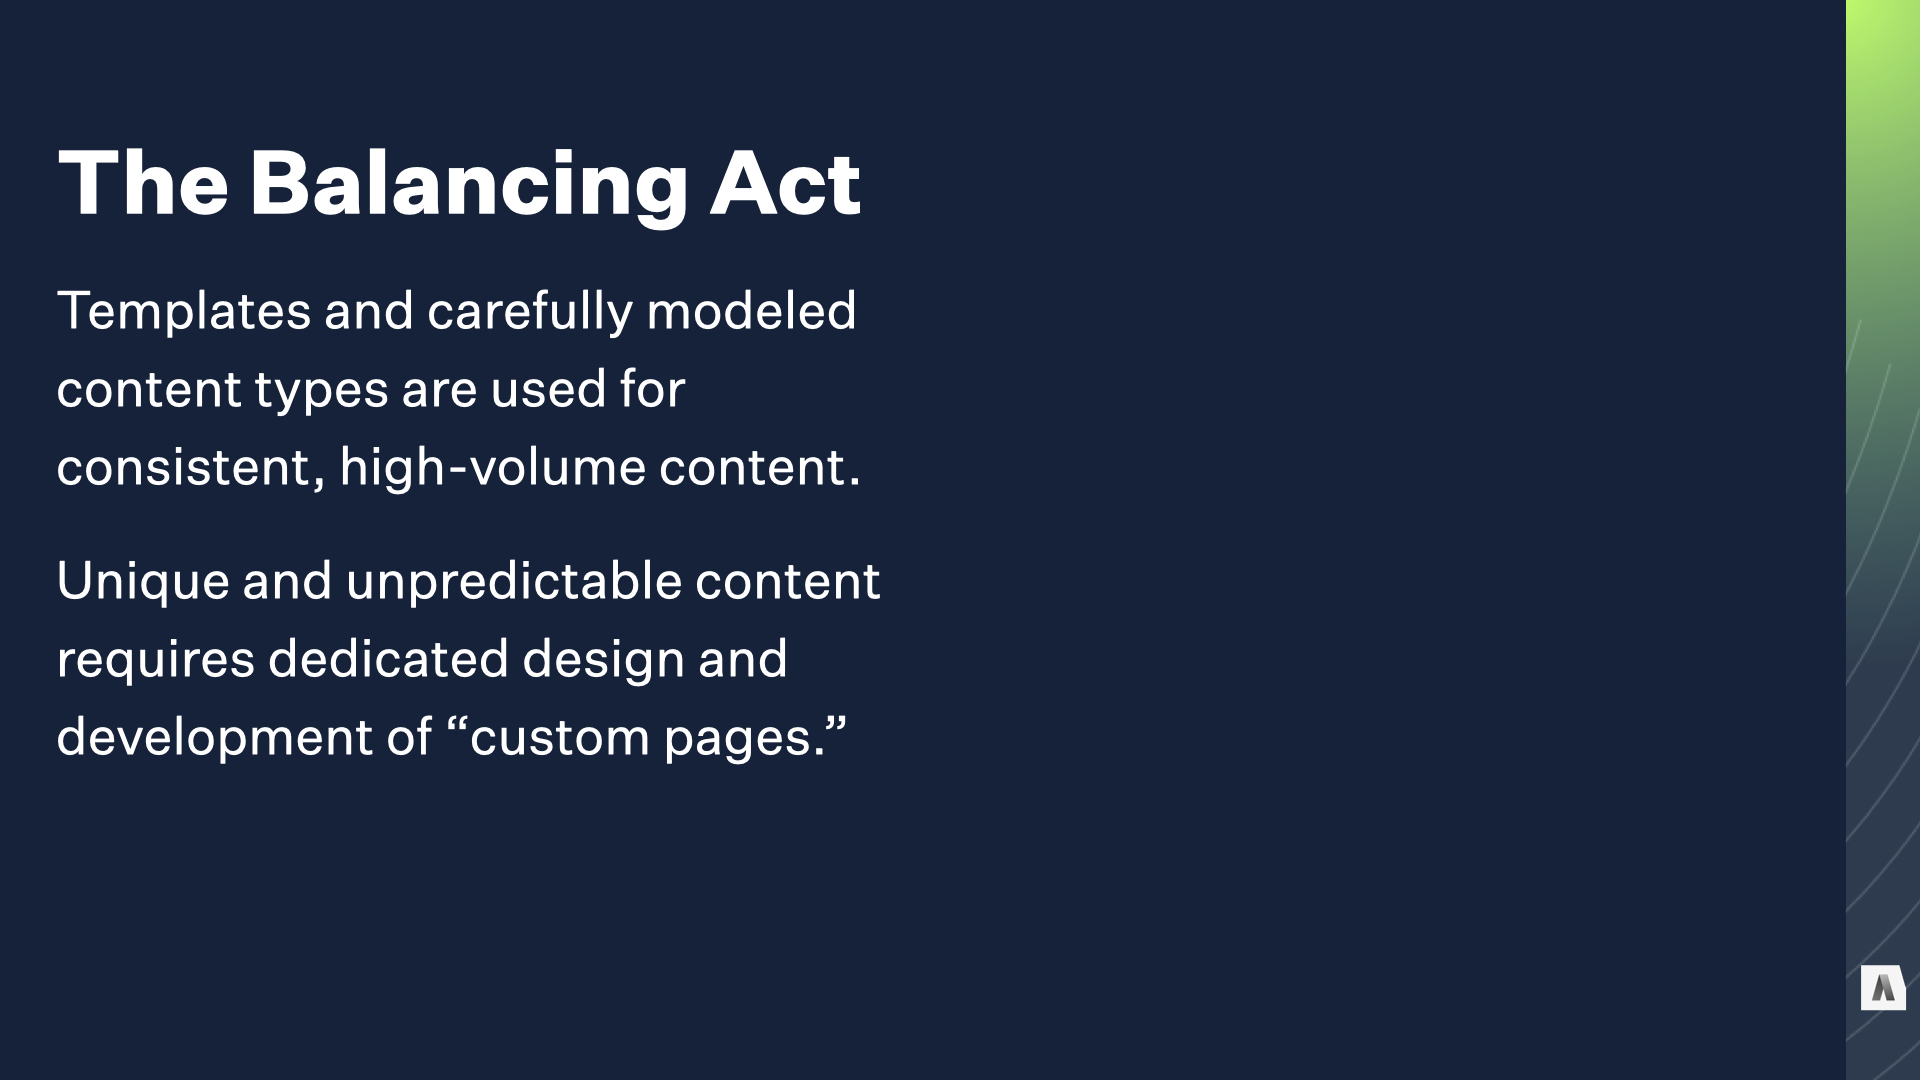 The Balancing Act
Templates and carefully modeled
content types are used for
consistent, high-volume content.
Unique and unpredictable content
requires dedicated design and
development of “custom pages.”